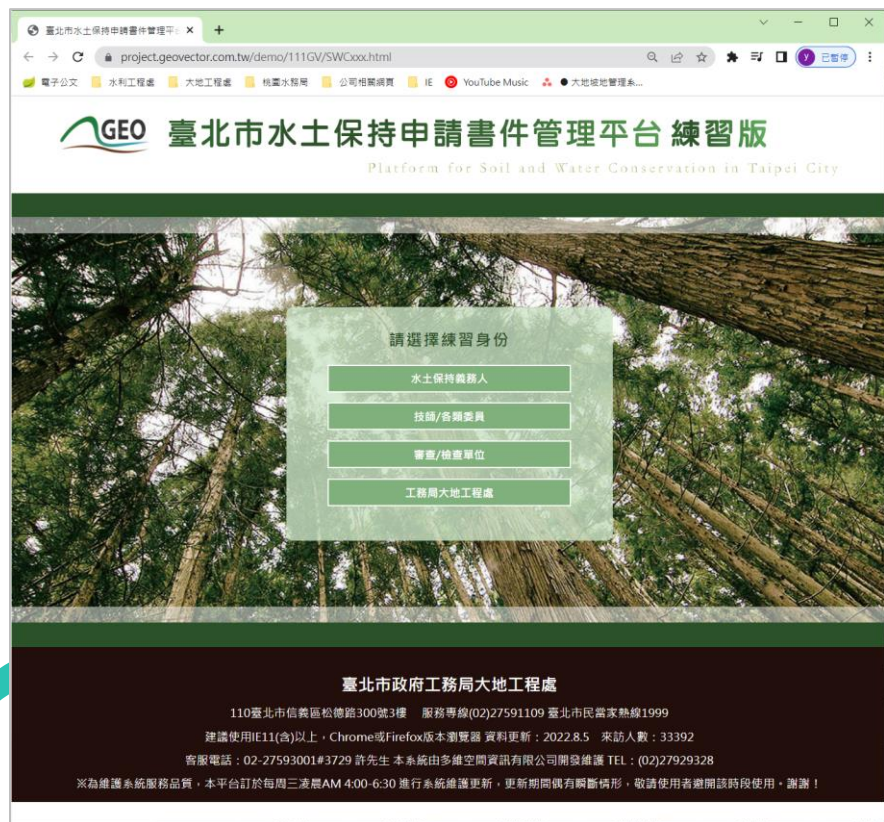 臺北市水土保持申請書件管理平台
project.geovector.com.tw/demo/111GV/SWCxxx.html
y 已暫停
電子公文 水利工程處 大地工程處 桃園水務局 公司相關網頁 IE YouTube Music ●大地坡地管理系...
GEO 臺北市水土保持申請書件管理平台 練習版
Platform for Soil and Water Conservation in Taipei City
請選擇練習身份
水土保持義務人
技師/各類委員
審查/檢查單位
工務局大地工程處
臺北市政府工務局大地工程處
110臺北市信義區松德路300號3樓 服務專線(02)27591109 臺北市民當家熱線1999
建議使用IE11(含)以上，Chrome或Firefox版本瀏覽器 資料更新：2022.8.5 來訪人數：33392
客服電話：02-27593001#3729 許先生 本系統由多維空間資訊有限公司開發維護 TEL：(02)27929328
※為維護系統服務品質，本平台訂於每周三凌晨AM 4:00-6:30 進行系統維護更新，更新期間偶有瞬斷情形，敬請使用者避開該時段使用。謝謝！